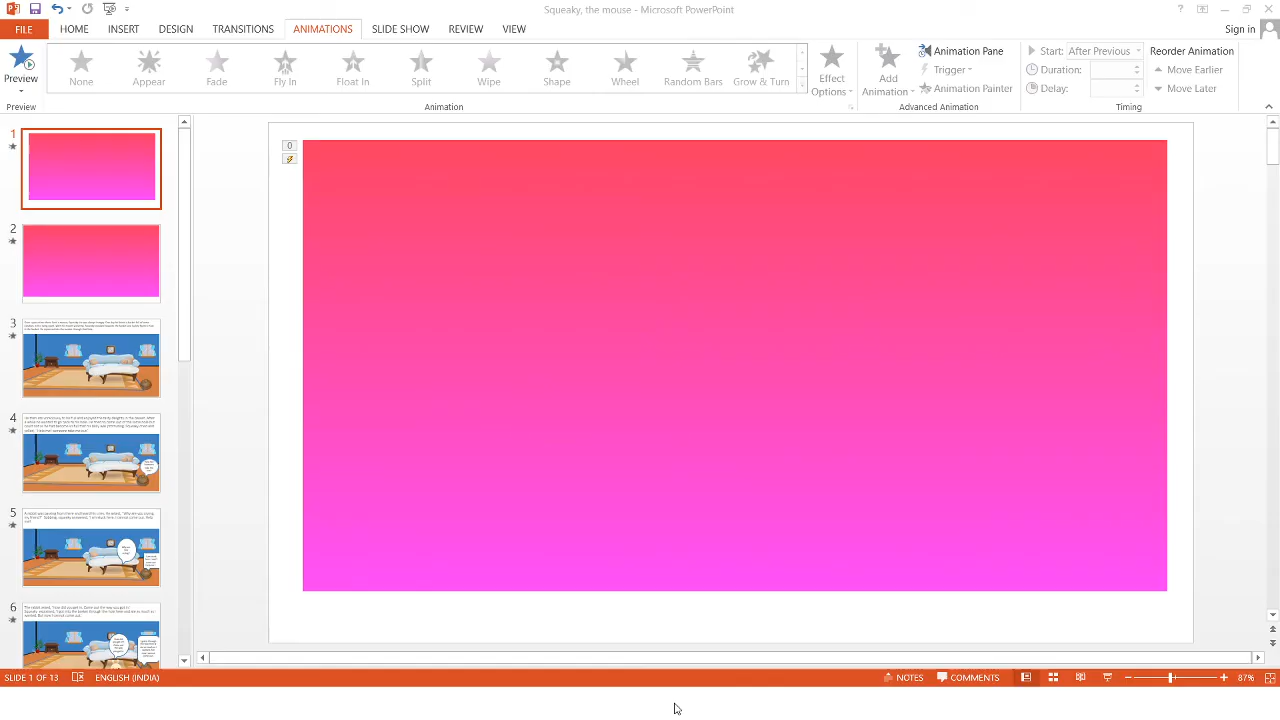 Squeaky, the mouse - Microsoft PowerPoint
FILE HOME INSERT DESIGN TRANSITIONS ANIMATIONS SLIDE SHOW REVIEW VIEW Sign in
Preview None Appear Fade Fly In Float In Split Wipe Shape Wheel Random Bars Grow & Turn Effect Options Add Animation Animation Pane Trigger Animation Painter Start: After Previous Duration: Delay: Reorder Animation Move Earlier Move Later
Preview Animation Advanced Animation Timing
0
1
2
3
4
5
6
SLIDE 1 OF 13 ENGLISH (INDIA) NOTES COMMENTS 87%